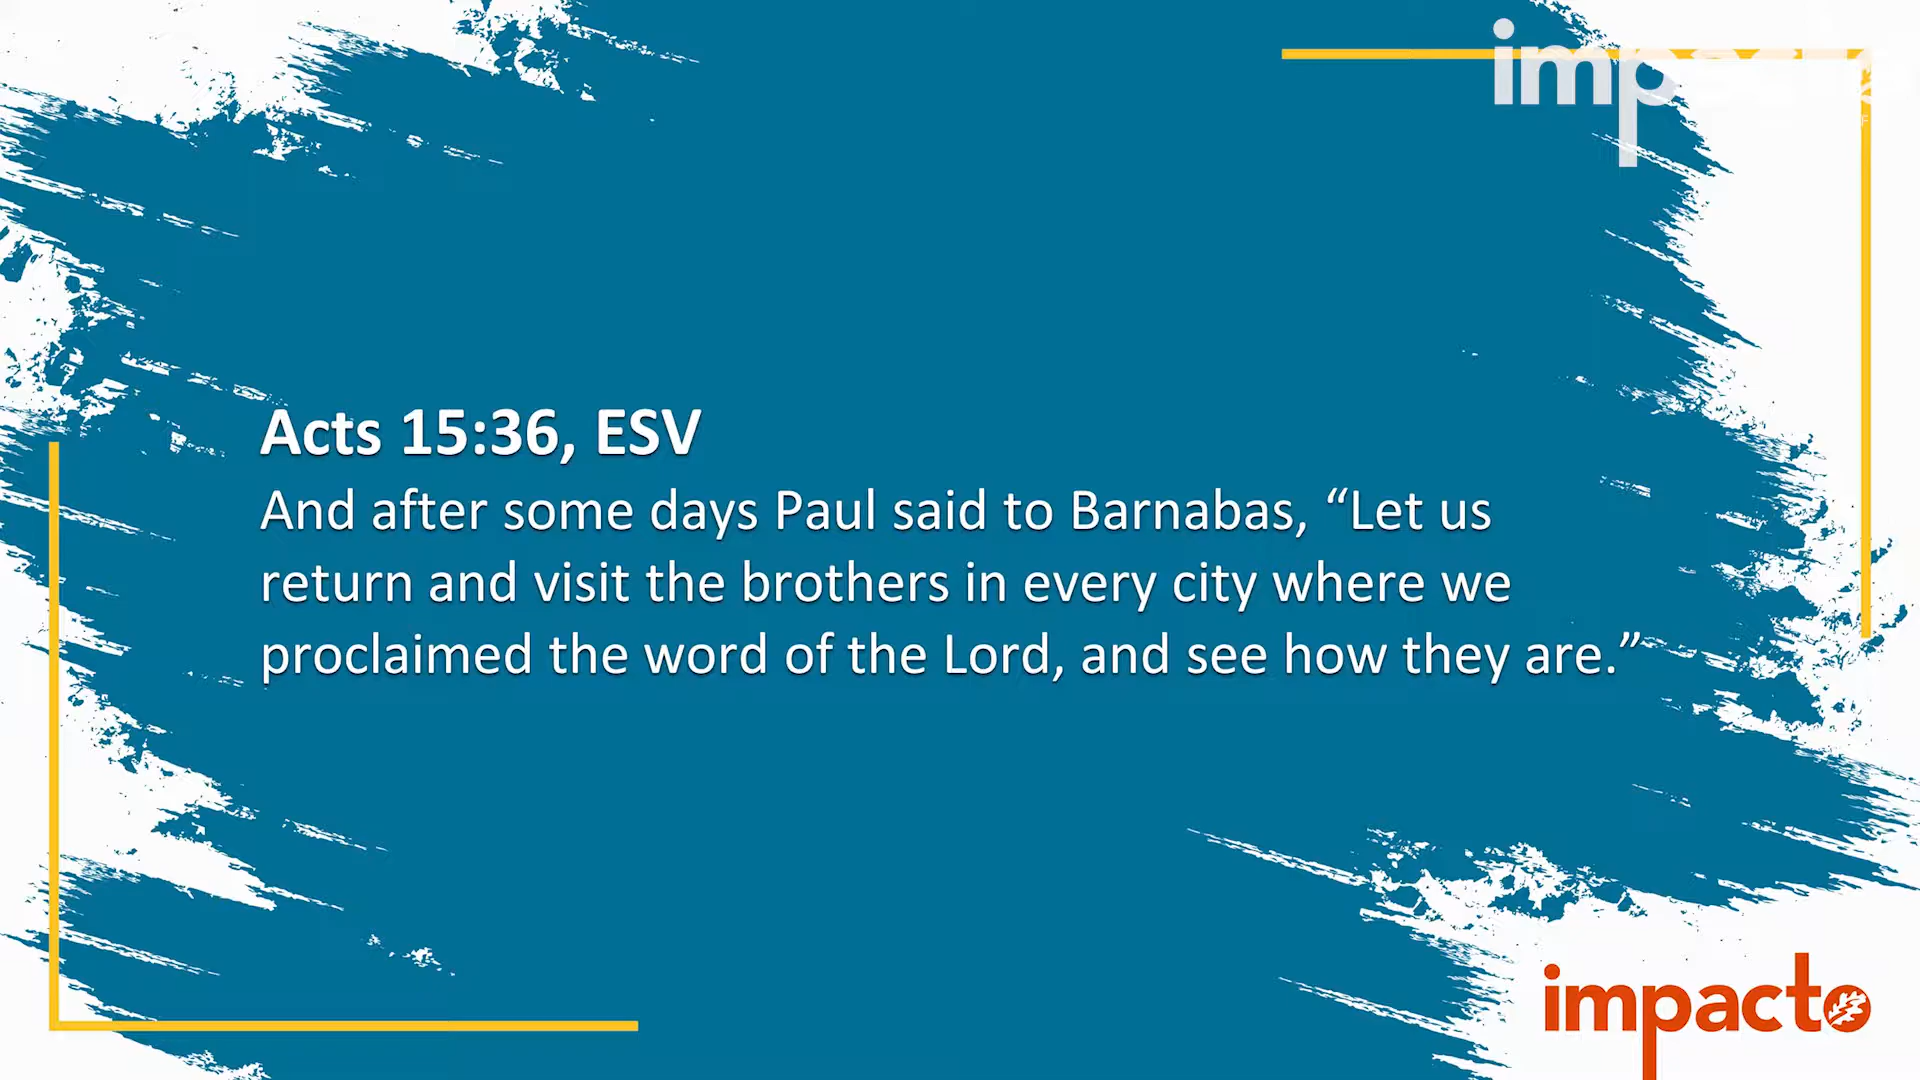 impacto
Acts 15:36, ESV
And after some days Paul said to Barnabas, “Let us
return and visit the brothers in every city where we
proclaimed the word of the Lord, and see how they are.”
impacto